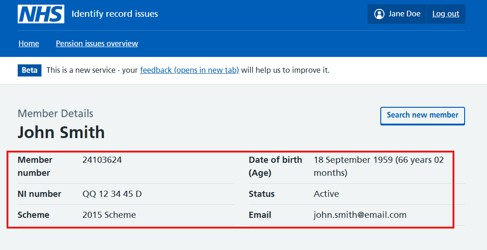 NHS Identify record issues
Jane Doe Log out
Home Pension issues overview
Beta This is a new service - your feedback (opens in new tab) will help us to improve it.
Member Details
Search new member
John Smith
Member number 24103624 Date of birth (Age) 18 September 1959 (66 years 02 months)
NI number QQ 12 34 45 D Status Active
Scheme 2015 Scheme Email john.smith@email.com